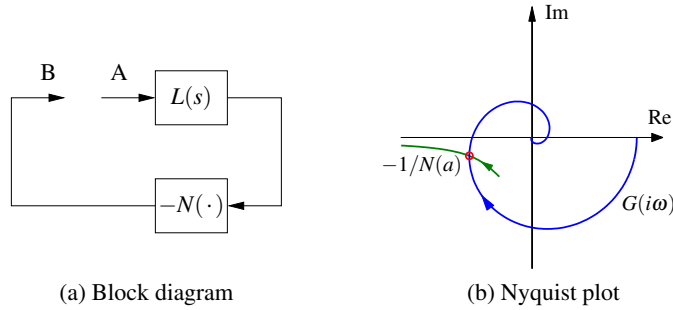 B
A
L(s)
−N(·)
(a) Block diagram
Im
Re
−1/N(a)
G(iω)
(b) Nyquist plot